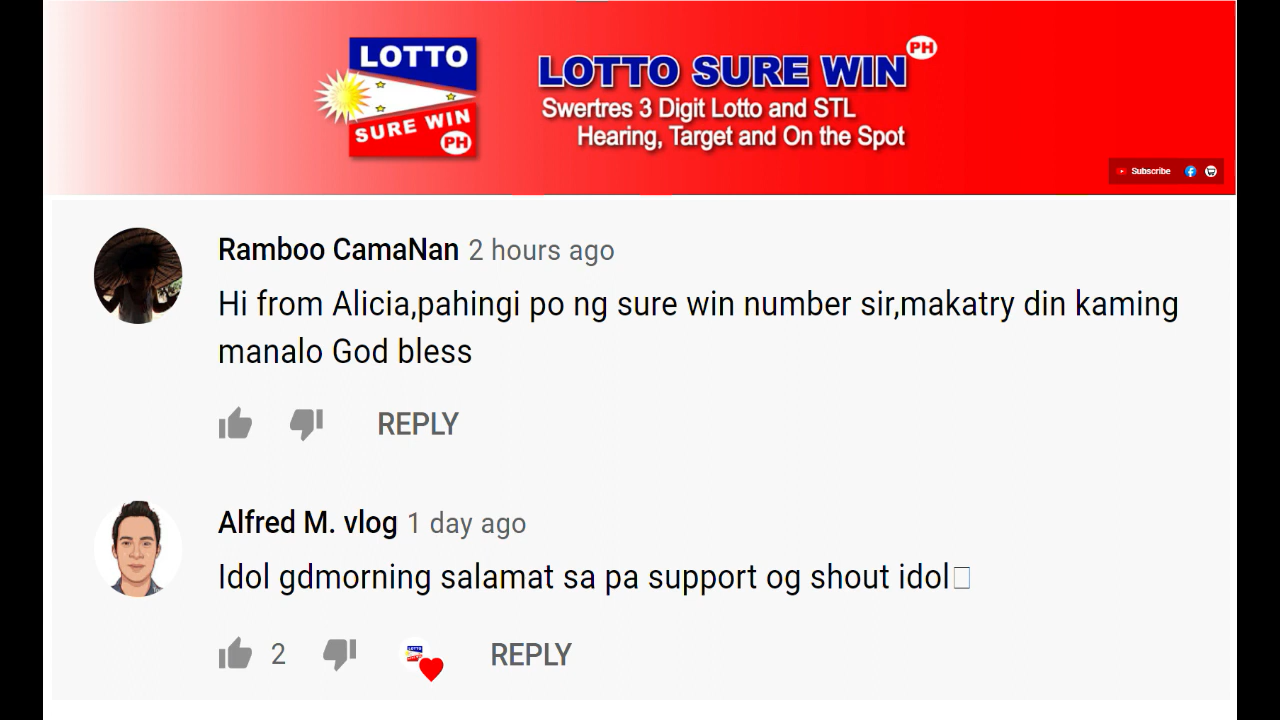 LOTTO
SURE WIN
PH
LOTTO SURE WIN PH
Swertres 3 Digit Lotto and STL
Hearing, Target and On the Spot
Subscribe
Ramboo CamaNan 2 hours ago
Hi from Alicia,pahingi po ng sure win number sir,makatry din kaming
manalo God bless
REPLY
Alfred M. vlog 1 day ago
Idol gdmorning salamat sa pa support og shout idol
2 REPLY